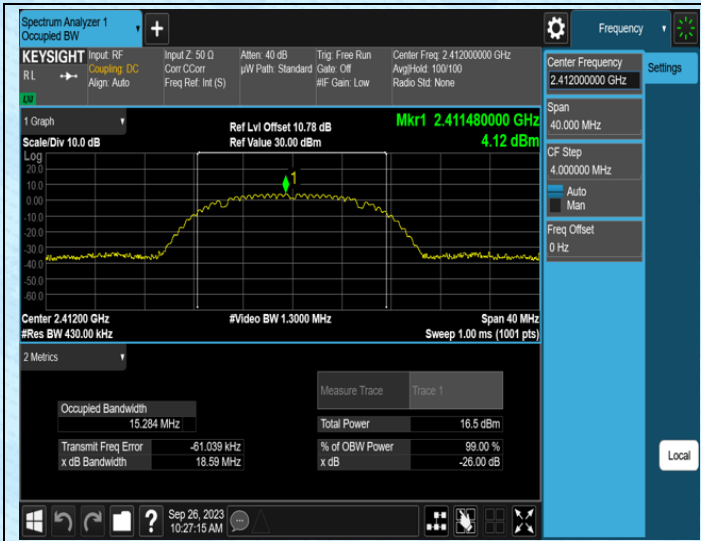 Spectrum Analyzer 1
Occupied BW
Frequency
KEYSIGHT
RL
Input: RF
Coupling: DC
Align: Auto
Input Z: 50 Ω
Corr CCorr
Freq Ref: Int (S)
Atten: 40 dB
µW Path: Standard
Trig: Free Run
Gate: Off
#IF Gain: Low
Center Freq: 2.412000000 GHz
Avg|Hold: 100/100
Radio Std: None
LXI
Center Frequency
2.412000000 GHz
Settings
Span
40.000 MHz
CF Step
4.000000 MHz
Auto
Man
Freq Offset
0 Hz
1 Graph
Scale/Div 10.0 dB
Ref Lvl Offset 10.78 dB
Ref Value 30.00 dBm
Mkr1 2.411480000 GHz
4.12 dBm
Log
20.0
10.0
0.00
-10.0
-20.0
-30.0
-40.0
-50.0
-60.0
1
Center 2.41200 GHz
#Res BW 430.00 kHz
#Video BW 1.3000 MHz
Span 40 MHz
Sweep 1.00 ms (1001 pts)
2 Metrics
Measure Trace
Trace 1
Occupied Bandwidth
15.284 MHz
Total Power
16.5 dBm
Transmit Freq Error
-61.039 kHz
% of OBW Power
99.00 %
x dB Bandwidth
18.59 MHz
x dB
-26.00 dB
Local
?
Sep 26, 2023
10:27:15 AM